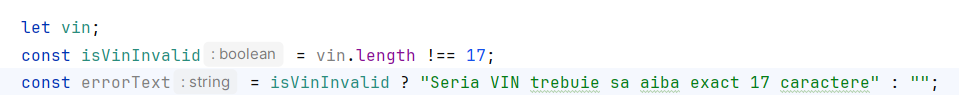 let vin;
const isVinInvalid : boolean = vin.length !== 17;
const errorText : string = isVinInvalid ? "Seria VIN trebuie sa aiba exact 17 caractere" : "";